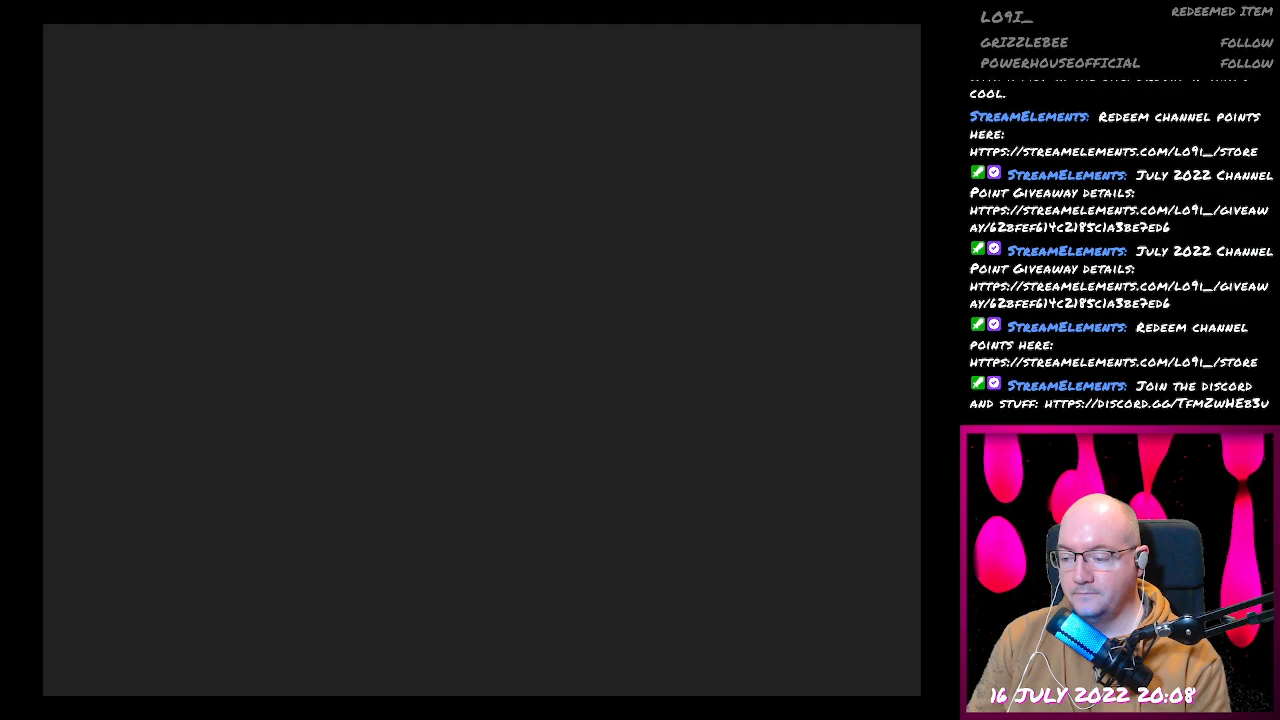 LO9I_ REDEEMED ITEM
GRIZZLEBEE FOLLOW
POWERHOUSEOFFICIAL FOLLOW
COOL.
STREAMELEMENTS: REDEEM CHANNEL POINTS
HERE:
HTTPS://STREAMELEMENTS.COM/LO9I_/STORE
STREAMELEMENTS: JULY 2022 CHANNEL
POINT GIVEAWAY DETAILS:
HTTPS://STREAMELEMENTS.COM/LO9I_/GIVEAW
AY/62BFEF614C2185C1A3BE7ED6
STREAMELEMENTS: JULY 2022 CHANNEL
POINT GIVEAWAY DETAILS:
HTTPS://STREAMELEMENTS.COM/LO9I_/GIVEAW
AY/62BFEF614C2185C1A3BE7ED6
STREAMELEMENTS: REDEEM CHANNEL
POINTS HERE:
HTTPS://STREAMELEMENTS.COM/LO9I_/STORE
STREAMELEMENTS: JOIN THE DISCORD
AND STUFF: HTTPS://DISCORD.GG/TFMZWHEB3U
16 JULY 2022 20:08